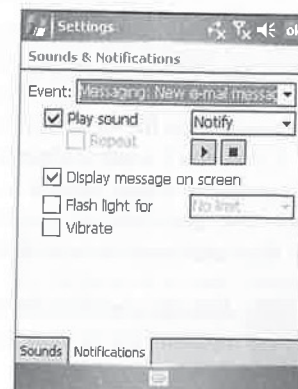 Settings ok
Sounds & Notifications
Event: Messaging: New e-mail messag
Play sound Notify
Repeat
Display message on screen
Flash light for No limit
Vibrate
Sounds Notifications